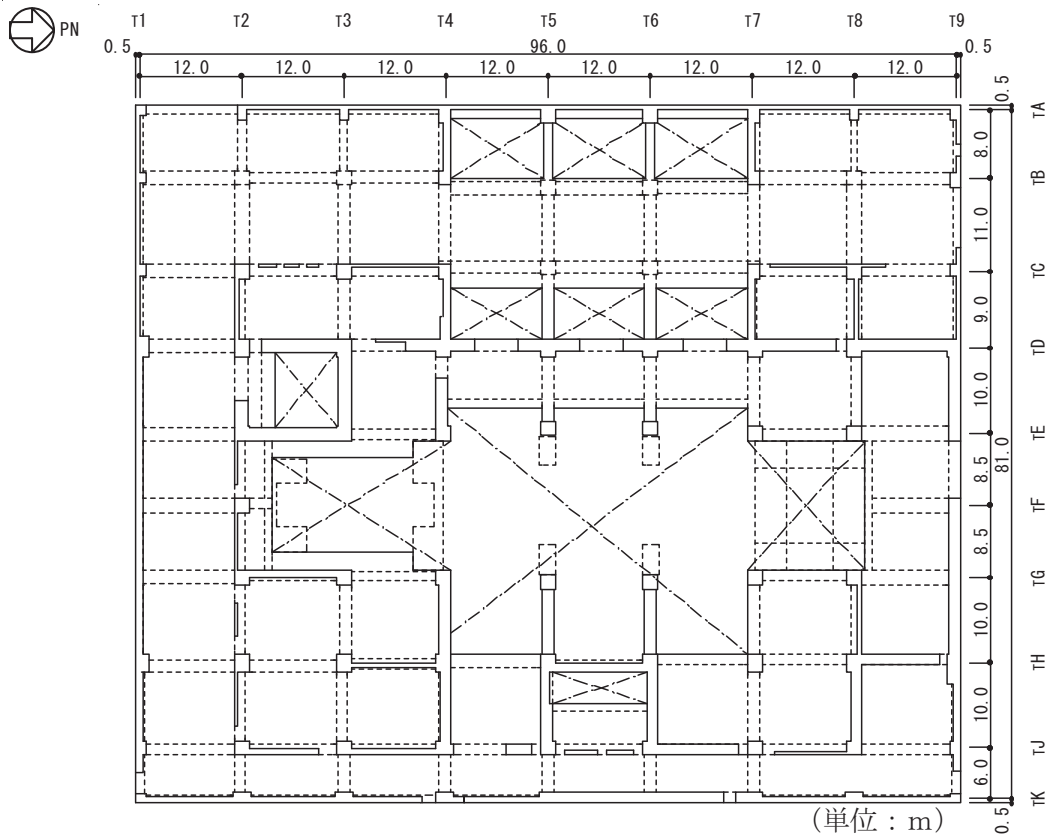 PN
T1 T2 T3 T4 T5 T6 T7 T8 T9
0.5 96.0 0.5
12.0 12.0 12.0 12.0 12.0 12.0 12.0 12.0
0.5
TA
8.0
TB
11.0
TC
9.0
TD
10.0
TE
8.5
81.0
TF
8.5
TG
10.0
TH
10.0
TJ
6.0
TK
0.5
(単位：m)